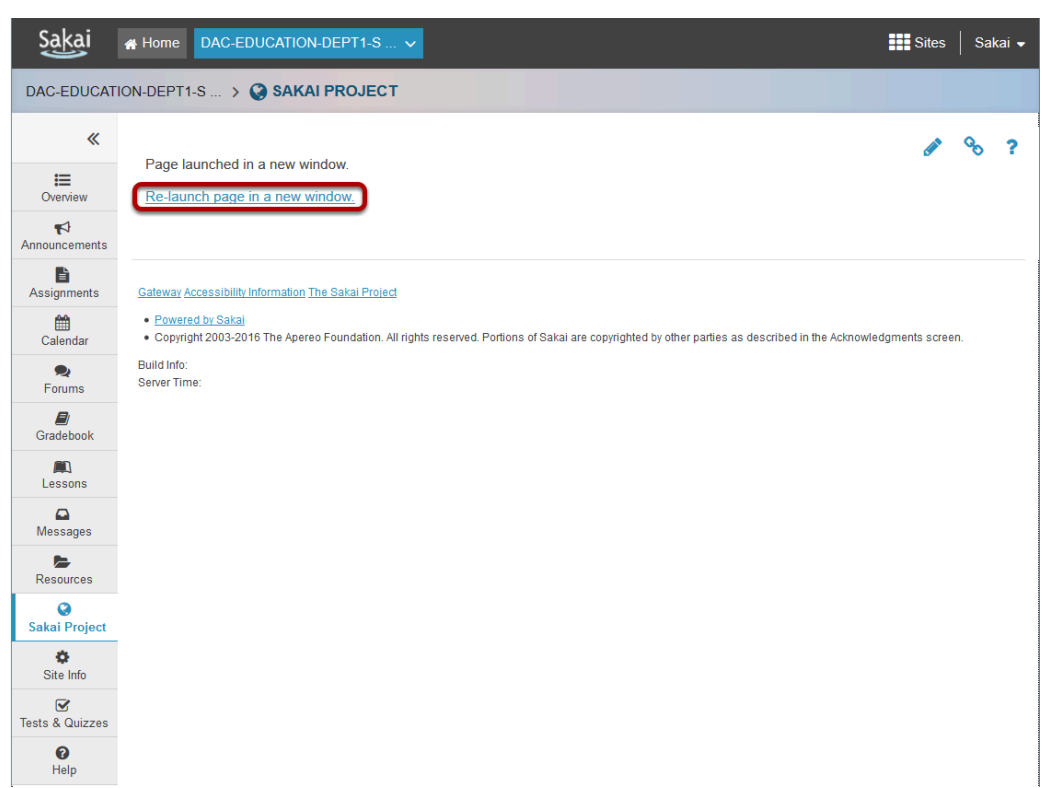 Sakai
Home
DAC-EDUCATION-DEPT1-S ...
Sites
Sakai
DAC-EDUCATION-DEPT1-S ... > SAKAI PROJECT
«
?
Page launched in a new window.
Re-launch page in a new window.
Overview
Announcements
Assignments
Calendar
Forums
Gradebook
Lessons
Messages
Resources
Sakai Project
Site Info
Tests & Quizzes
Help
Gateway Accessibility Information The Sakai Project
• Powered by Sakai
• Copyright 2003-2016 The Apereo Foundation. All rights reserved. Portions of Sakai are copyrighted by other parties as described in the Acknowledgments screen.
Build Info:
Server Time: